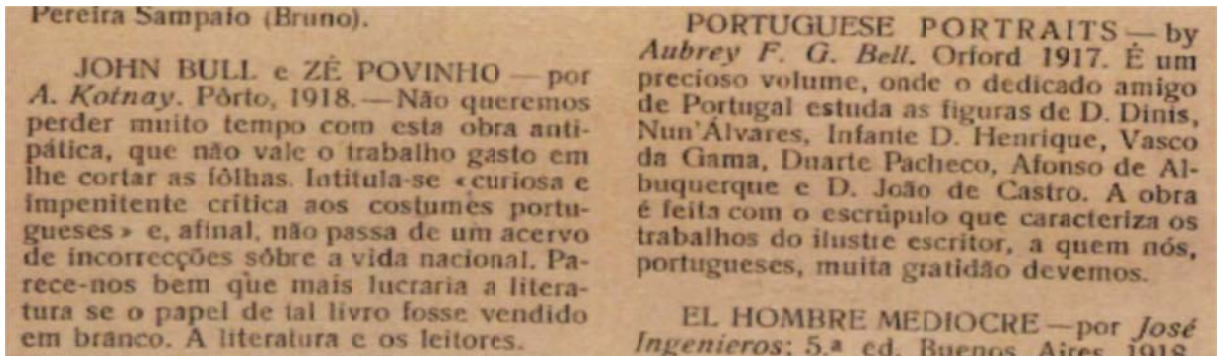 Pereira Sampaio (Bruno).
JOHN BULL e ZÉ POVINHO — por
A. Kotnay. Pôrto, 1918.—Não queremos
perder muito tempo com esta obra anti-
pática, que não vale o trabalho gasto em
lhe cortar as fôlhas. Intitula-se «curiosa e
impenitente crítica aos costumes portu-
gueses» e, afinal, não passa de um acervo
de incorrecções sôbre a vida nacional. Pa-
rece-nos bem que mais lucraria a litera-
tura se o papel de tal livro fosse vendido
em branco. A literatura e os leitores.
PORTUGUESE PORTRAITS — by
Aubrey F. G. Bell. Orford 1917. É um
precioso volume, onde o dedicado amigo
de Portugal estuda as figuras de D. Dinis,
Nun'Álvares, Infante D. Henrique, Vasco
da Gama, Duarte Pacheco, Afonso de Al-
buquerque e D. João de Castro. A obra
é feita com o escrúpulo que caracteriza os
trabalhos do ilustre escritor, a quem nós,
portugueses, muita gratidão devemos.
EL HOMBRE MEDIOCRE — por José
Ingenieros; 5.ª ed. Buenos Aires, 1918.